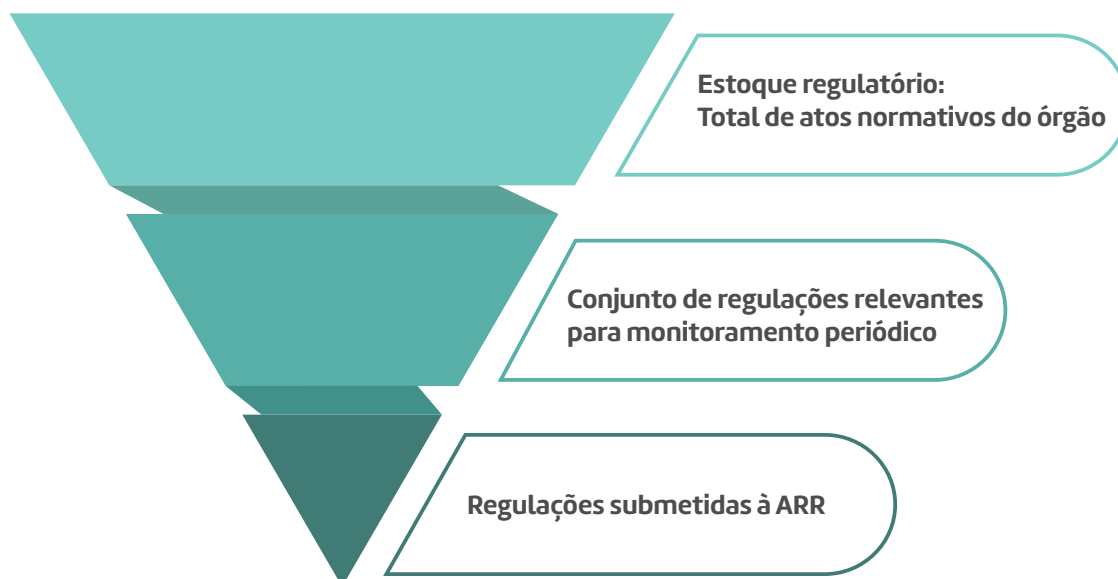 Estoque regulatório:
Total de atos normativos do órgão
Conjunto de regulações relevantes
para monitoramento periódico
Regulações submetidas à ARR